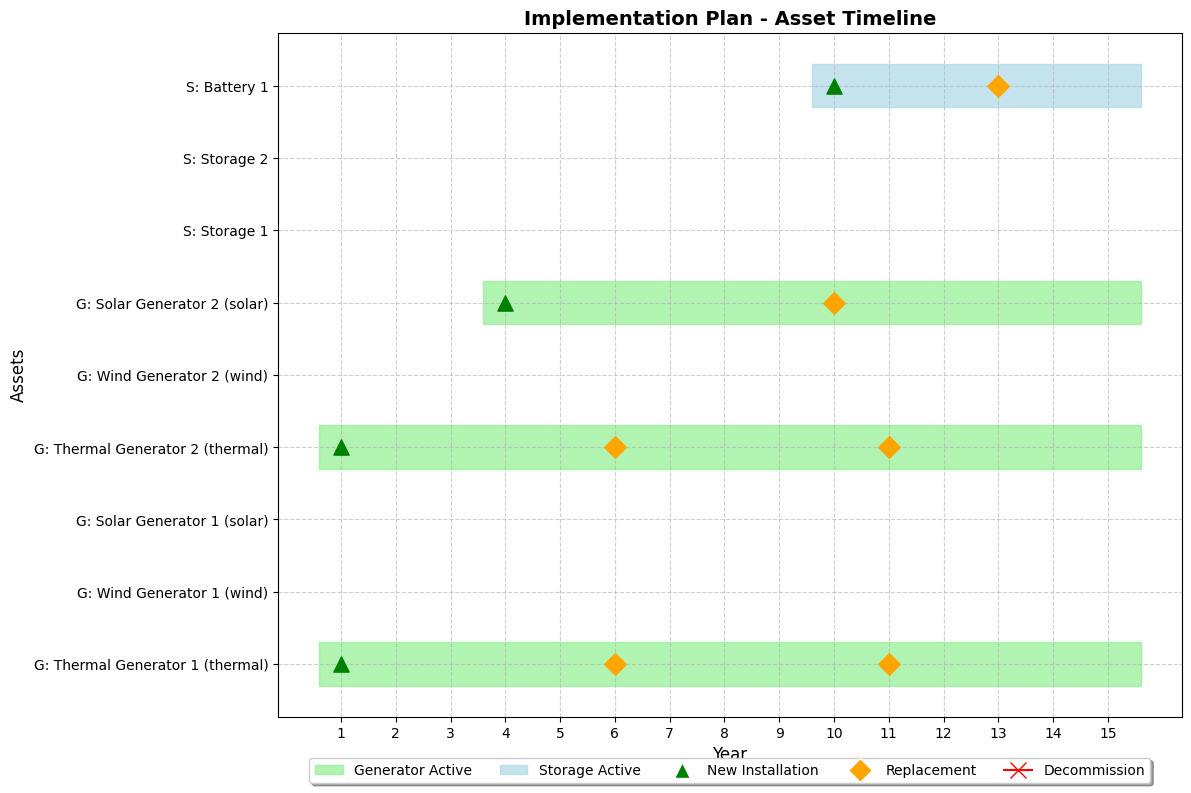 Implementation Plan - Asset Timeline
Assets
S: Battery 1
S: Storage 2
S: Storage 1
G: Solar Generator 2 (solar)
G: Wind Generator 2 (wind)
G: Thermal Generator 2 (thermal)
G: Solar Generator 1 (solar)
G: Wind Generator 1 (wind)
G: Thermal Generator 1 (thermal)
1 2 3 4 5 6 7 8 9 10 11 12 13 14 15
Year
Generator Active Storage Active New Installation Replacement Decommission